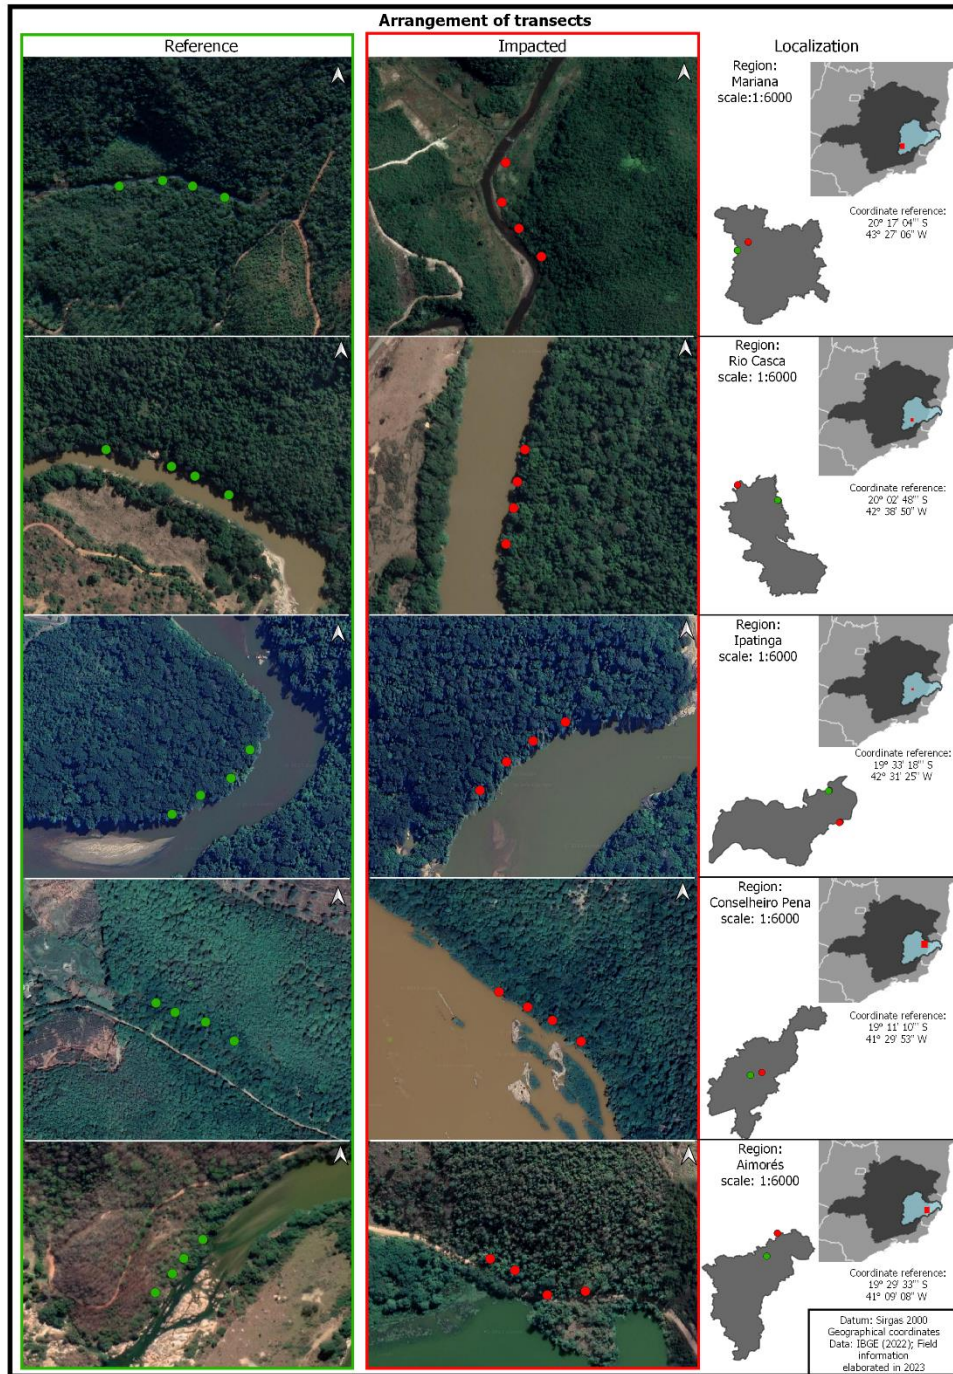 Arrangement of transects
Reference
Impacted
Localization
Region:
Mariana
scale:1:6000
Coordinate reference:
20° 17' 04''' S
43° 27' 06'' W
Region:
Rio Casca
scale: 1:6000
Coordinate reference:
20° 02' 48''' S
42° 38' 50'' W
Region:
Ipatinga
scale: 1:6000
Coordinate reference:
19° 33' 18''' S
42° 31' 25'' W
Region:
Conselheiro Pena
scale: 1:6000
Coordinate reference:
19° 11' 10''' S
41° 29' 53'' W
Region:
Aimorés
scale: 1:6000
Coordinate reference:
19° 29' 33''' S
41° 09' 08'' W
Datum: Sirgas 2000
Geographical coordinates
Data: IBGE (2022); Field
information
elaborated in 2023